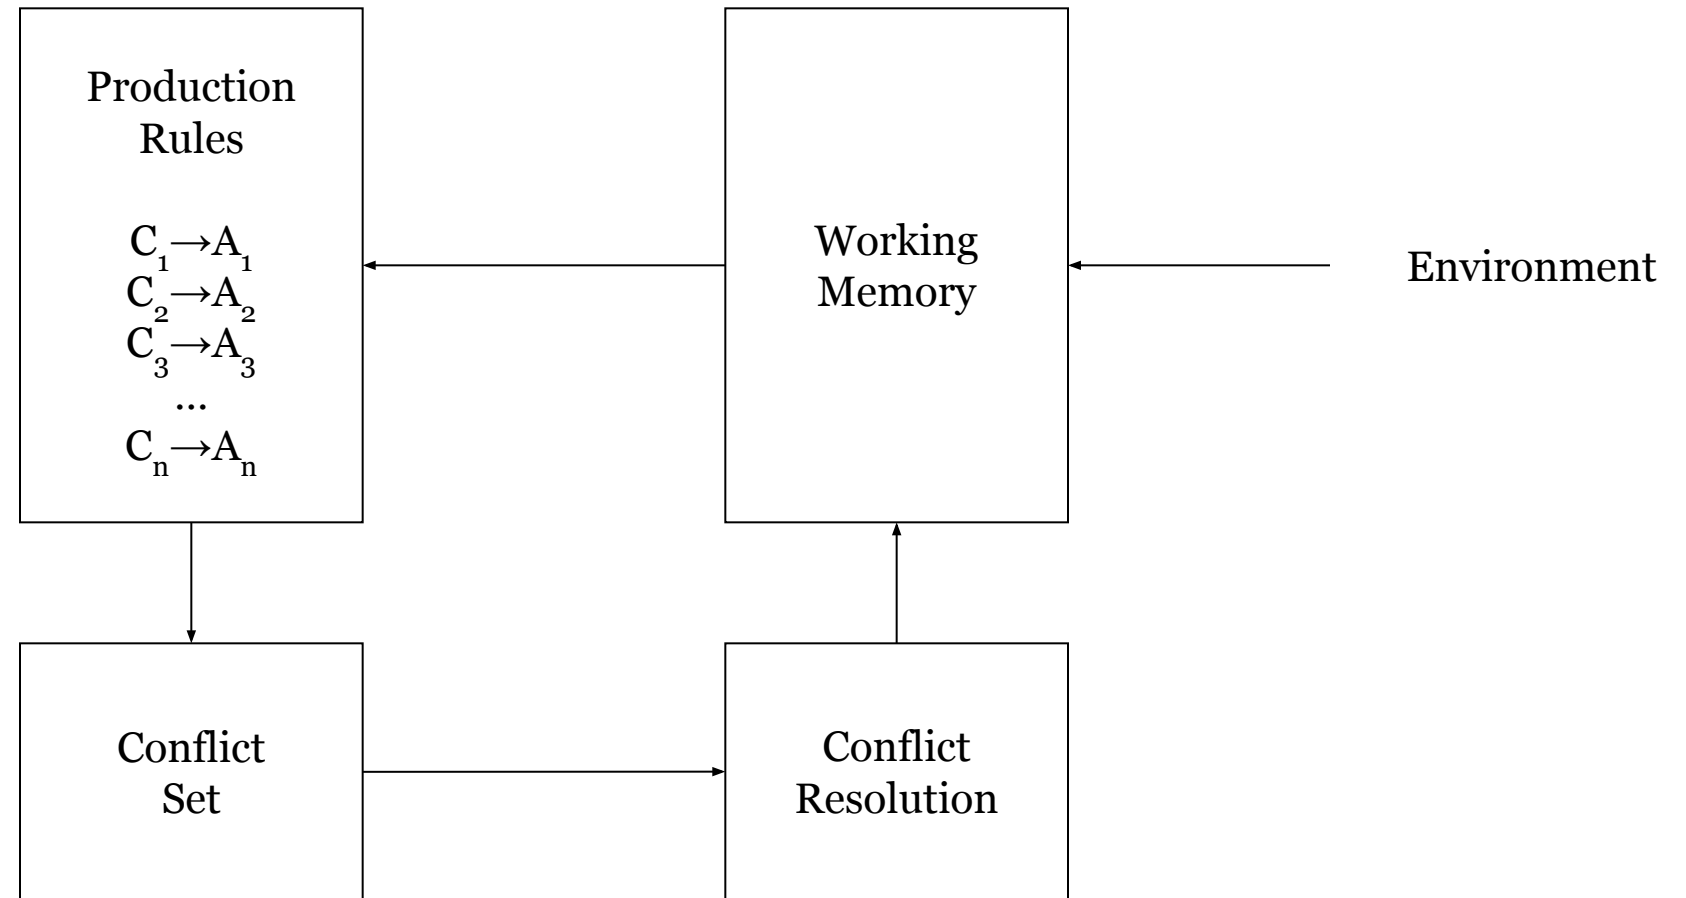 Production
Rules
C₁→A₁
C₂→A₂
C₃→A₃
...
Cₙ→Aₙ
Working
Memory
Environment
Conflict
Set
Conflict
Resolution